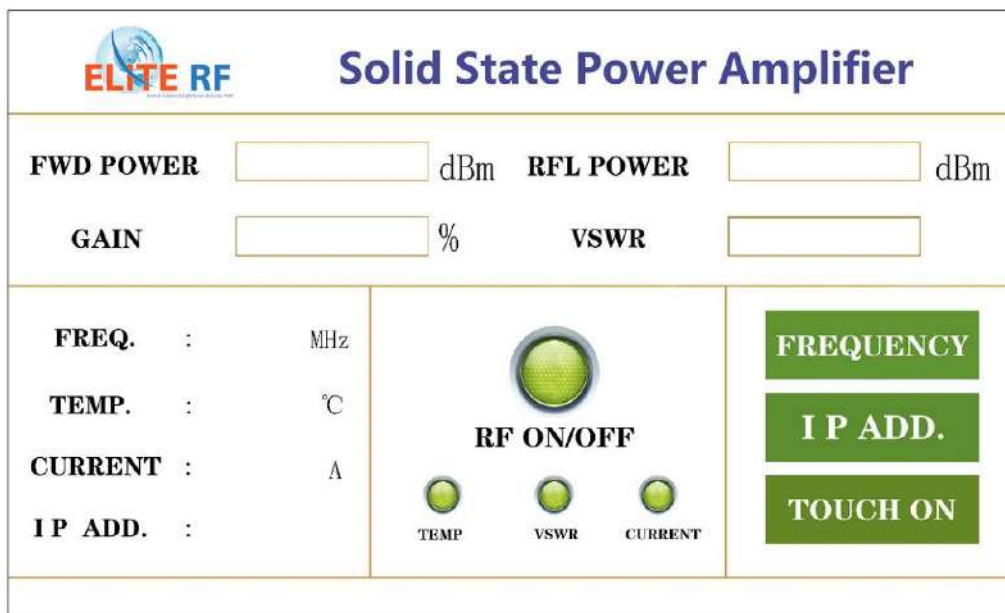 ELITE RF
Solid State Power Amplifier
FWD POWER dBm RFL POWER dBm
GAIN % VSWR
FREQ. : MHz
TEMP. : ℃
CURRENT : A
I P ADD. :
RF ON/OFF
TEMP VSWR CURRENT
FREQUENCY
I P ADD.
TOUCH ON